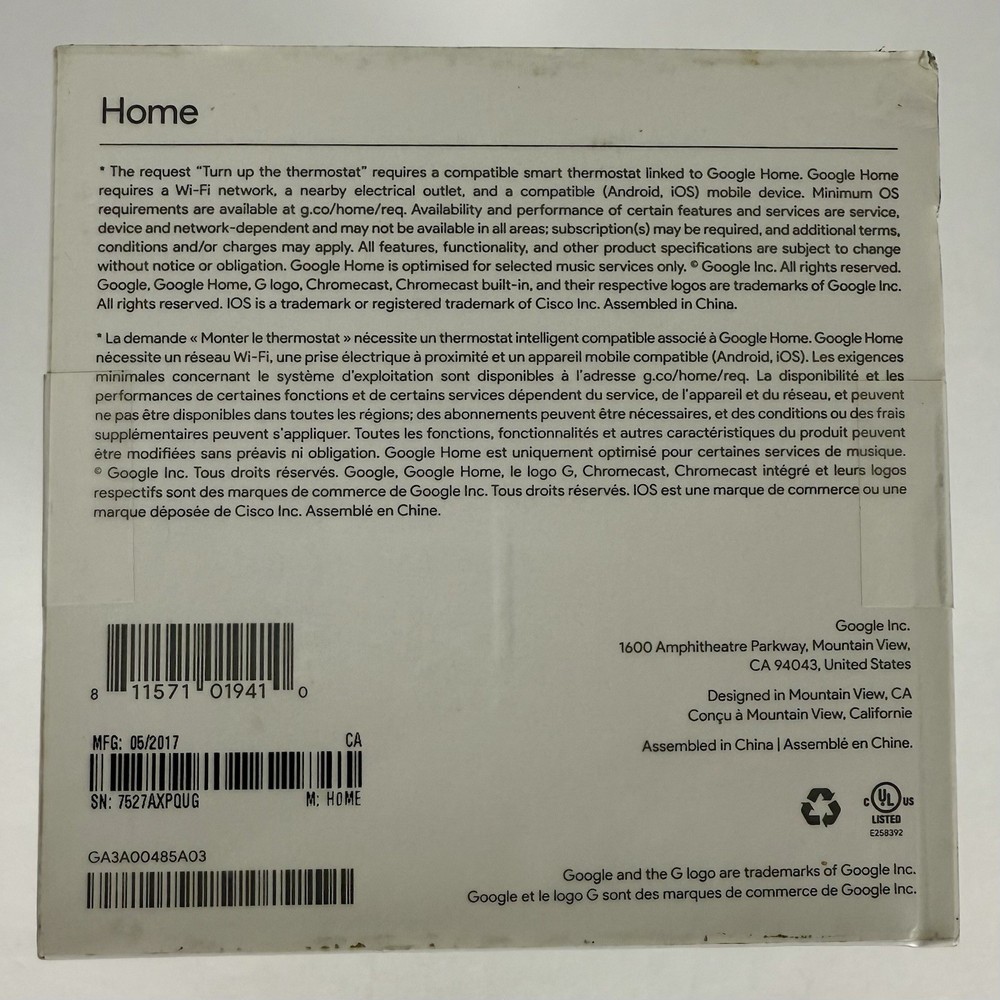 Home
* The request “Turn up the thermostat” requires a compatible smart thermostat linked to Google Home. Google Home
requires a Wi-Fi network, a nearby electrical outlet, and a compatible (Android, iOS) mobile device. Minimum OS
requirements are available at g.co/home/req. Availability and performance of certain features and services are service,
device and network-dependent and may not be available in all areas; subscription(s) may be required, and additional terms,
conditions and/or charges may apply. All features, functionality, and other product specifications are subject to change
without notice or obligation. Google Home is optimised for selected music services only. © Google Inc. All rights reserved.
Google, Google Home, G logo, Chromecast, Chromecast built-in, and their respective logos are trademarks of Google Inc.
All rights reserved. IOS is a trademark or registered trademark of Cisco Inc. Assembled in China.
* La demande « Monter le thermostat » nécessite un thermostat intelligent compatible associé à Google Home. Google Home
nécessite un réseau Wi-Fi, une prise électrique à proximité et un appareil mobile compatible (Android, iOS). Les exigences
minimales concernant le système d’exploitation sont disponibles à l’adresse g.co/home/req. La disponibilité et les
performances de certaines fonctions et de certains services dépendent du service, de l’appareil et du réseau, et peuvent
ne pas être disponibles dans toutes les régions; des abonnements peuvent être nécessaires, et des conditions ou des frais
supplémentaires peuvent s’appliquer. Toutes les fonctions, fonctionnalités et autres caractéristiques du produit peuvent
être modifiées sans préavis ni obligation. Google Home est uniquement optimisé pour certaines services de musique.
© Google Inc. Tous droits réservés. Google, Google Home, le logo G, Chromecast, Chromecast intégré et leurs logos
respectifs sont des marques de commerce de Google Inc. Tous droits réservés. IOS est une marque de commerce ou une
marque déposée de Cisco Inc. Assemblé en Chine.
8 11571 01941 0
MFG: 05/2017 CA
SN: 7527AXPQUG M: HOME
GA3A00485A03
Google Inc.
1600 Amphitheatre Parkway, Mountain View,
CA 94043, United States
Designed in Mountain View, CA
Conçu à Mountain View, Californie
Assembled in China | Assemblé en Chine.
C UL US
LISTED
E258392
Google and the G logo are trademarks of Google Inc.
Google et le logo G sont des marques de commerce de Google Inc.